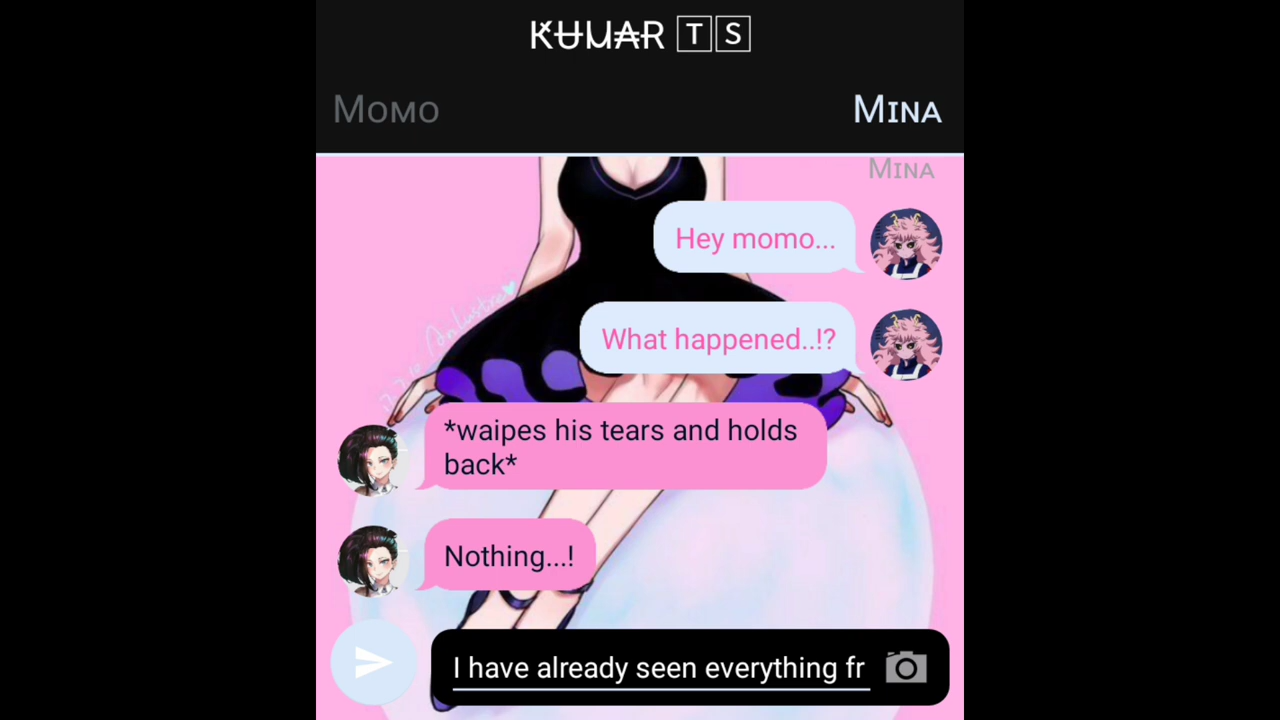 KUMAR 🅃🅂
Momo
Mina
Mina
Hey momo...
What happened..!?
*waipes his tears and holds
back*
Nothing...!
I have already seen everything fr